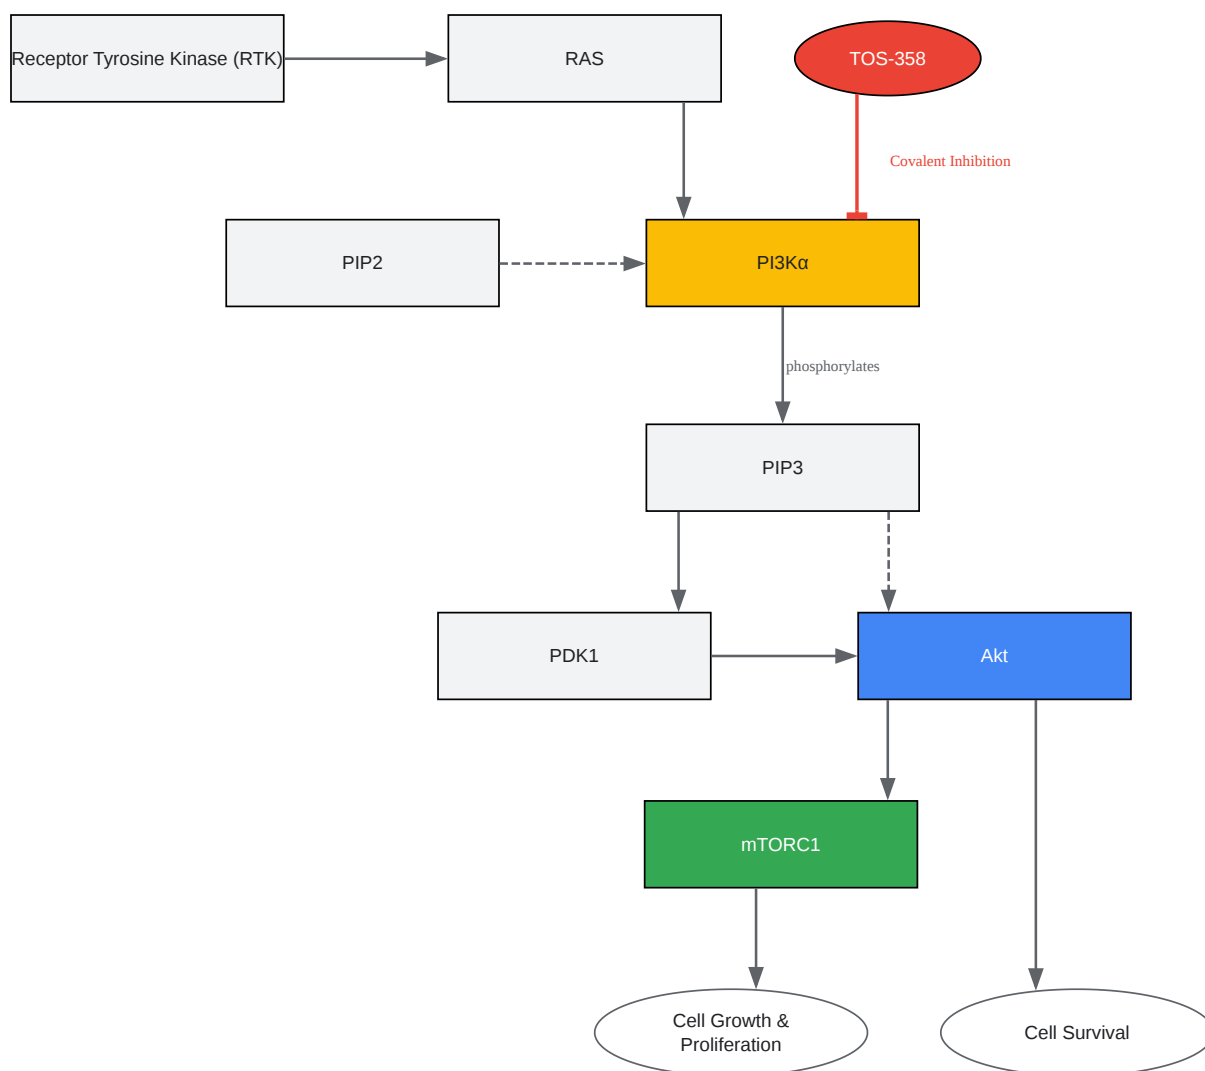 Receptor Tyrosine Kinase (RTK)
RAS
TOS-358
Covalent Inhibition
PIP2
PI3Kα
phosphorylates
PIP3
PDK1
Akt
mTORC1
Cell Growth &
Proliferation
Cell Survival